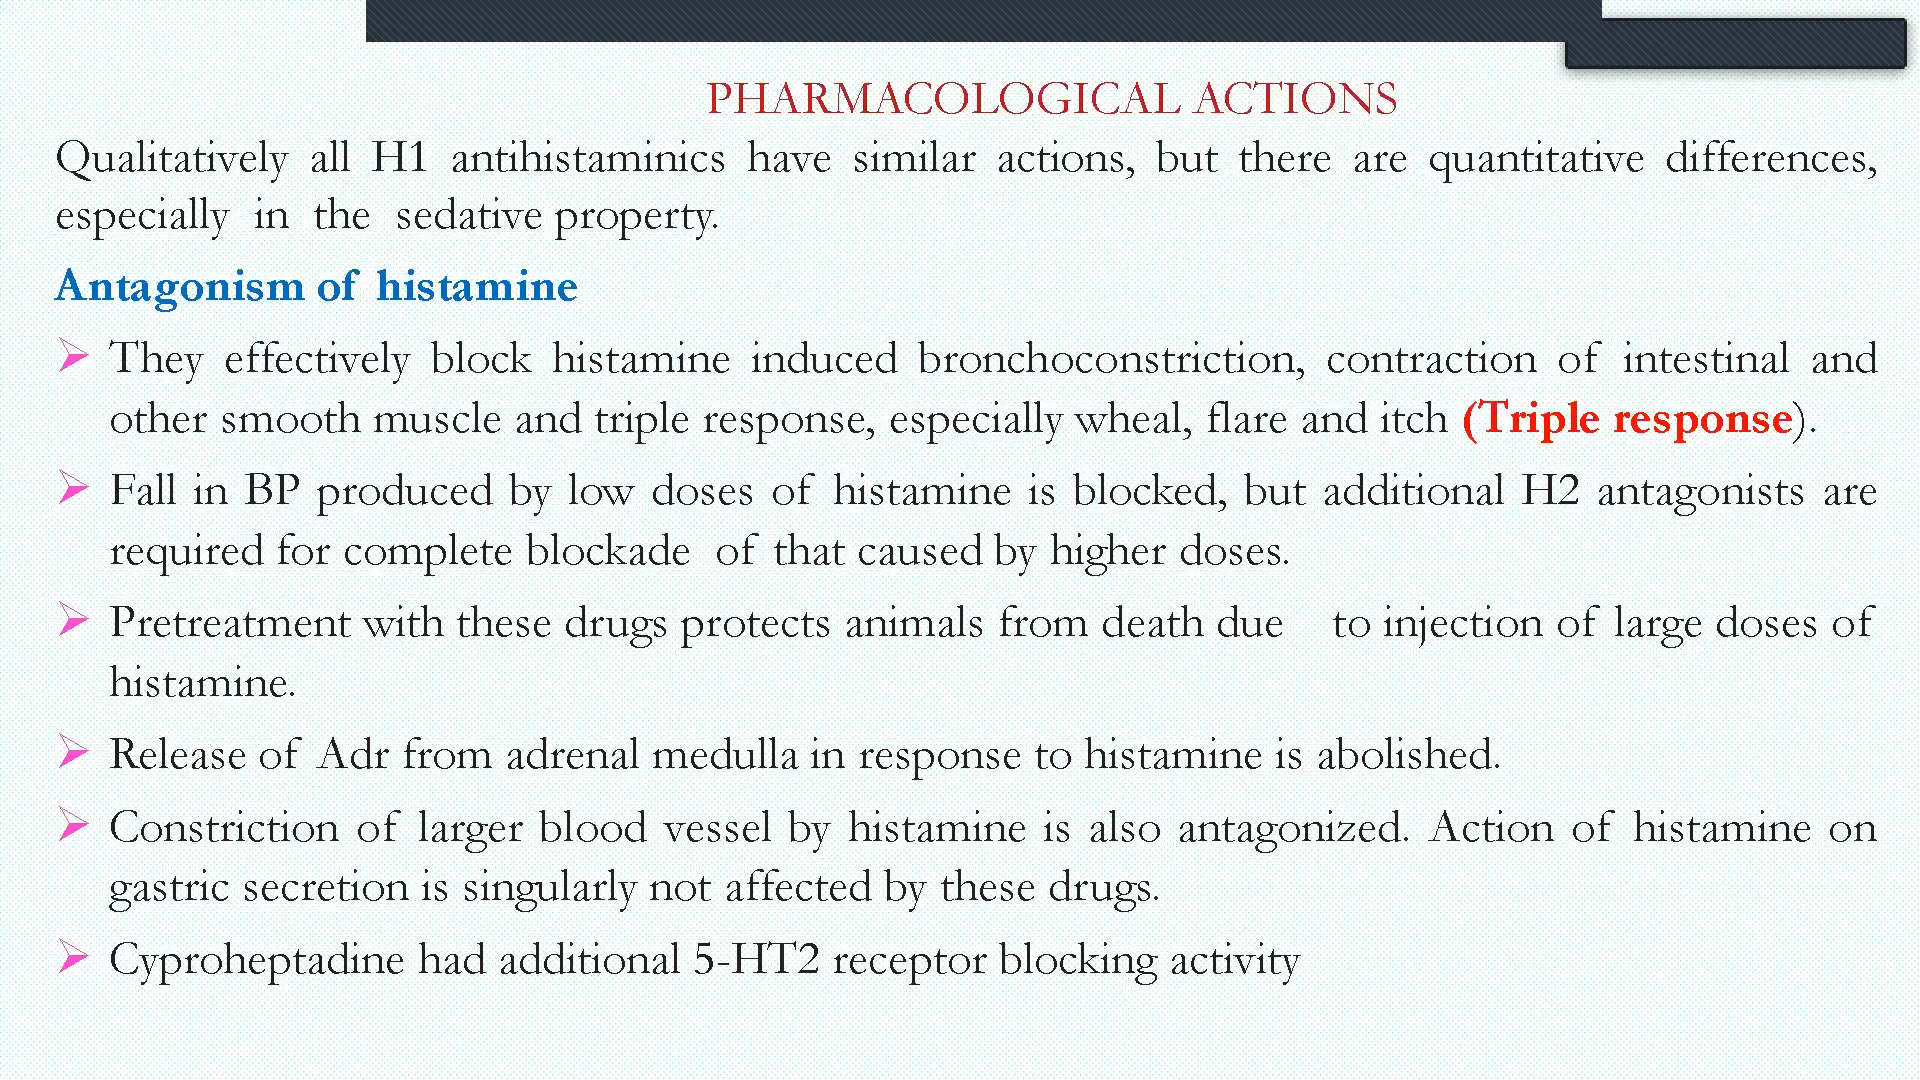 PHARMACOLOGICAL ACTIONS
Qualitatively all H1 antihistaminics have similar actions, but there are quantitative differences,
especially in the sedative property.
Antagonism of histamine
➢ They effectively block histamine induced bronchoconstriction, contraction of intestinal and
other smooth muscle and triple response, especially wheal, flare and itch (Triple response).
➢ Fall in BP produced by low doses of histamine is blocked, but additional H2 antagonists are
required for complete blockade of that caused by higher doses.
➢ Pretreatment with these drugs protects animals from death due to injection of large doses of
histamine.
➢ Release of Adr from adrenal medulla in response to histamine is abolished.
➢ Constriction of larger blood vessel by histamine is also antagonized. Action of histamine on
gastric secretion is singularly not affected by these drugs.
➢ Cyproheptadine had additional 5-HT2 receptor blocking activity